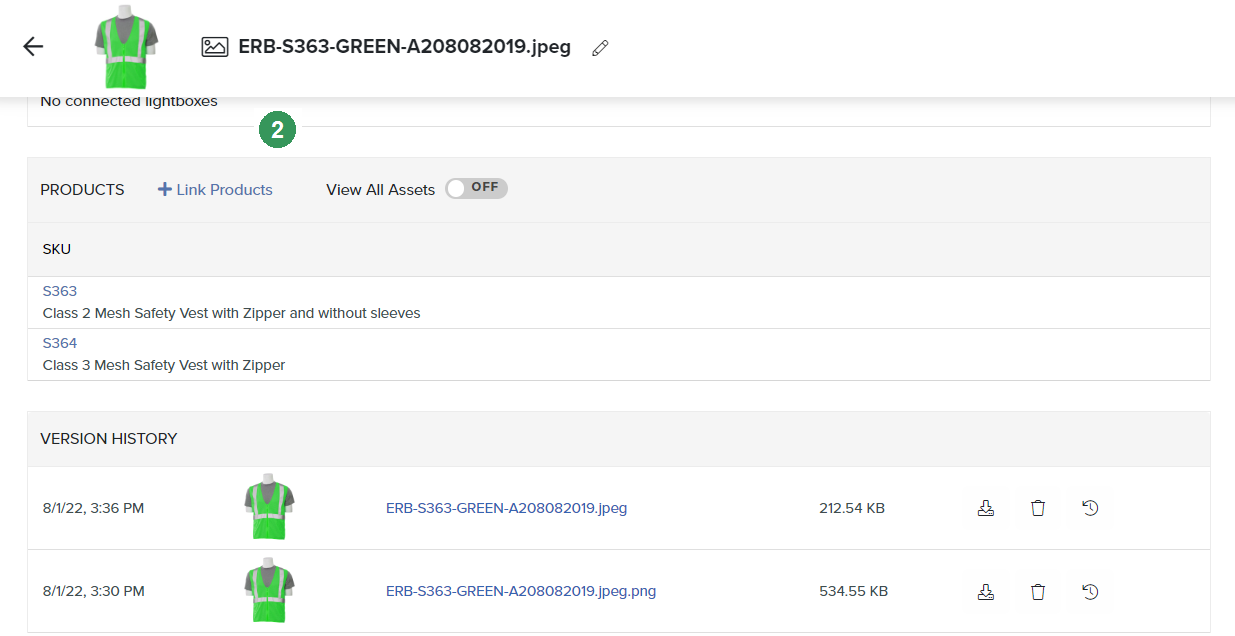 ERB-S363-GREEN-A208082019.jpeg
No connected lightboxes
2
PRODUCTS + Link Products View All Assets OFF
SKU
S363
Class 2 Mesh Safety Vest with Zipper and without sleeves
S364
Class 3 Mesh Safety Vest with Zipper
VERSION HISTORY
8/1/22, 3:36 PM ERB-S363-GREEN-A208082019.jpeg 212.54 KB
8/1/22, 3:30 PM ERB-S363-GREEN-A208082019.jpeg.png 534.55 KB